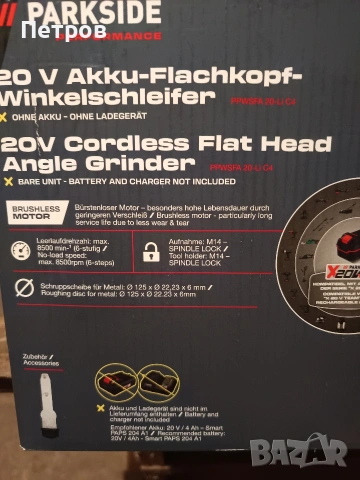 Петров
PARKSIDE
PERFORMANCE
20 V Akku-Flachkopf-
Winkelschleifer PPWSFA 20-Li C4
OHNE AKKU - OHNE LADEGERÄT
20V Cordless Flat Head
Angle Grinder PPWSFA 20-Li C4
BARE UNIT - BATTERY AND CHARGER NOT INCLUDED
BRUSHLESS
MOTOR
Bürstenloser Motor – besonders hohe Lebensdauer durch
geringeren Verschleiß / Brushless motor - particularly long
service life due to less wear & tear
Leerlaufdrehzahl: max.
8500 min⁻¹ (6-stufig /
No-load speed:
max. 8500rpm (6-steps)
Aufnahme: M14 –
SPINDLE LOCK /
Tool holder: M14 –
SPINDLE LOCK
Schruppscheibe für Metall: Ø 125 x Ø 22,23 x 6 mm /
Roughing disc for metal: Ø 125 x Ø 22.23 x 6mm
X20V
Zubehör /
Accessories
Akku und Ladegerät sind nicht im
Lieferumfang enthalten / Battery and
charger not included
Empfohlener Akku: 20 V / 4 Ah – Smart
PAPS 204 A1 / Recommended battery:
20V / 4Ah - Smart PAPS 204 A1
BAZAR